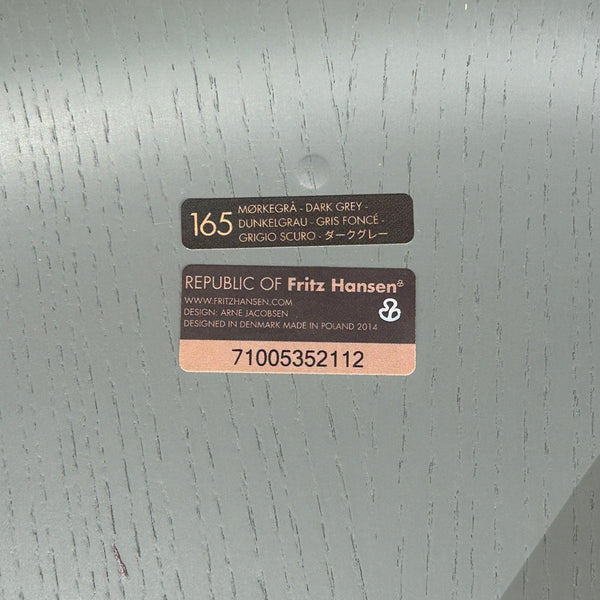 165
MØRKEGRÅ - DARK GREY -
DUNKELGRAU - GRIS FONCÉ -
GRIGIO SCURO - ダークグレー
REPUBLIC OF Fritz Hansen
WWW.FRITZHANSEN.COM
DESIGN: ARNE JACOBSEN
DESIGNED IN DENMARK MADE IN POLAND 2014
71005352112